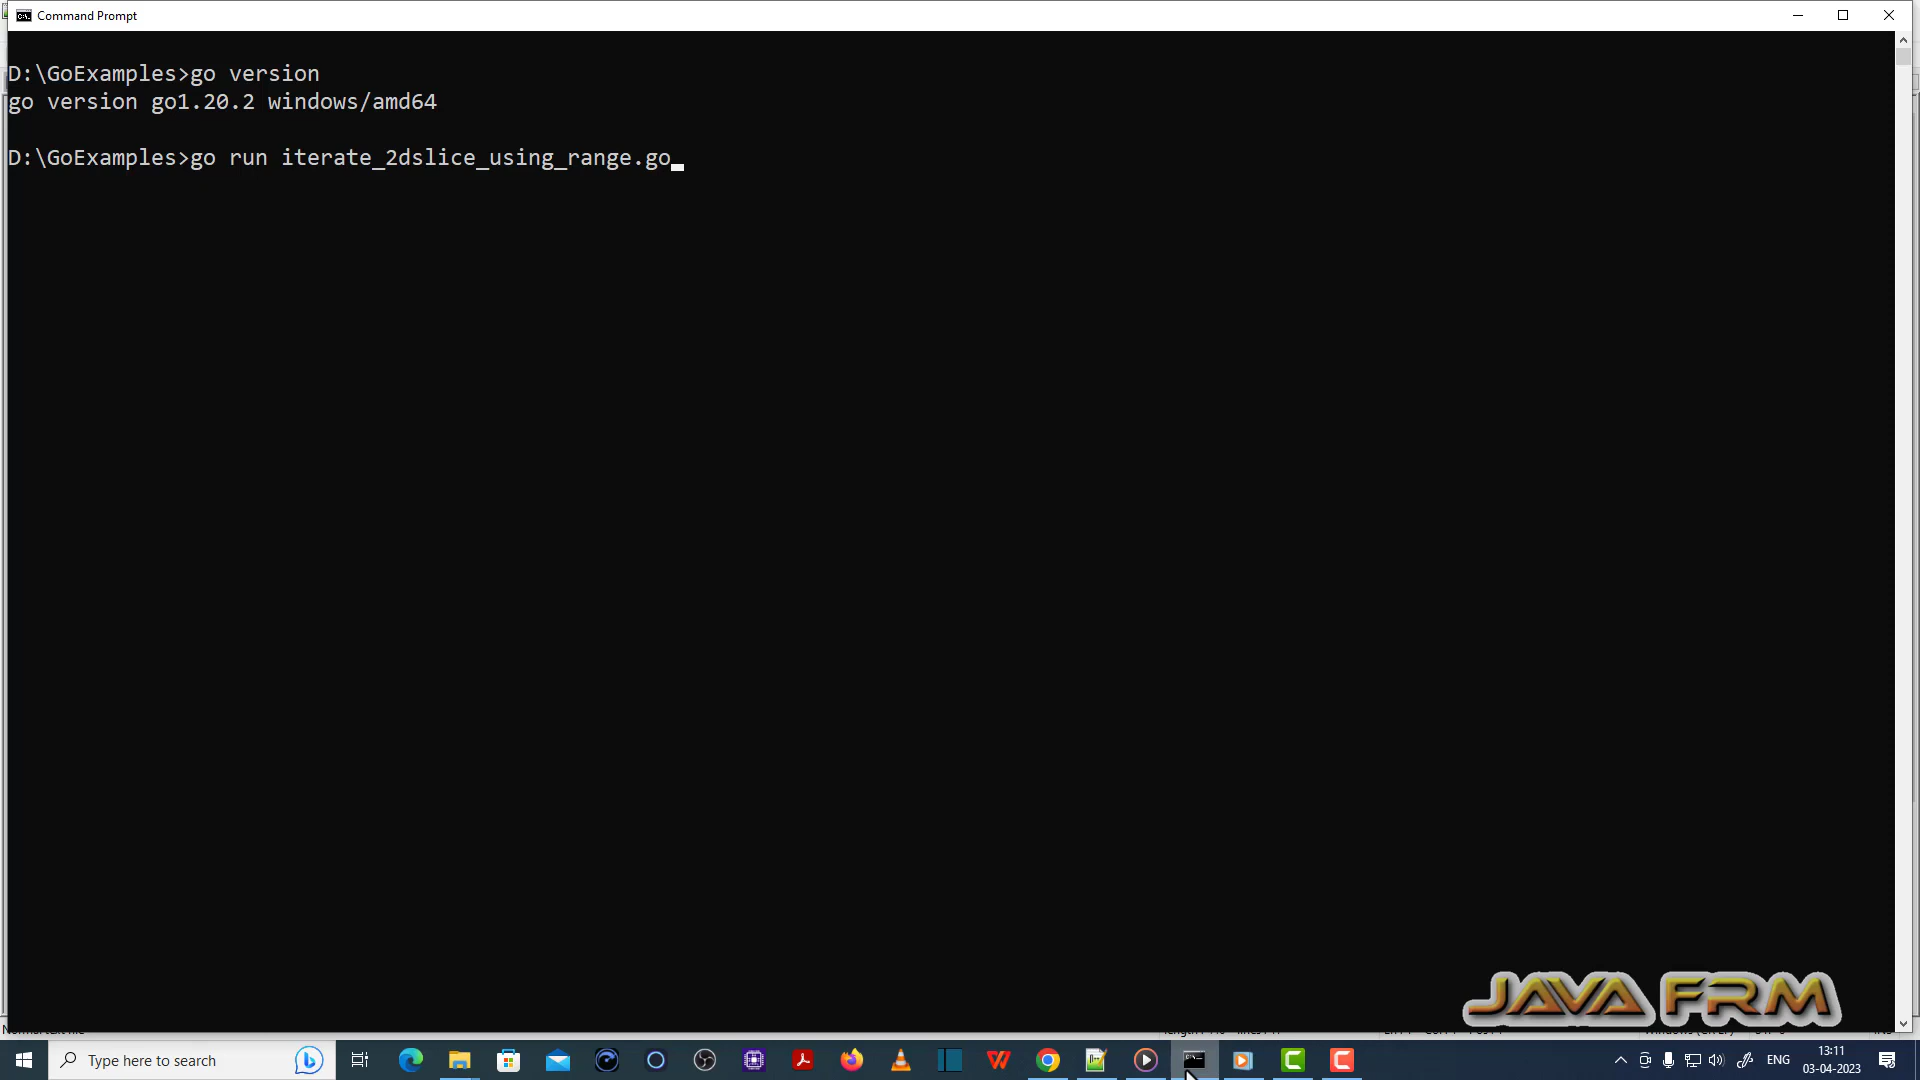 Command Prompt
D:\GoExamples>go version
go version go1.20.2 windows/amd64
D:\GoExamples>go run iterate_2dslice_using_range.go
JAVA FRM
Type here to search
ENG
13:11
03-04-2023